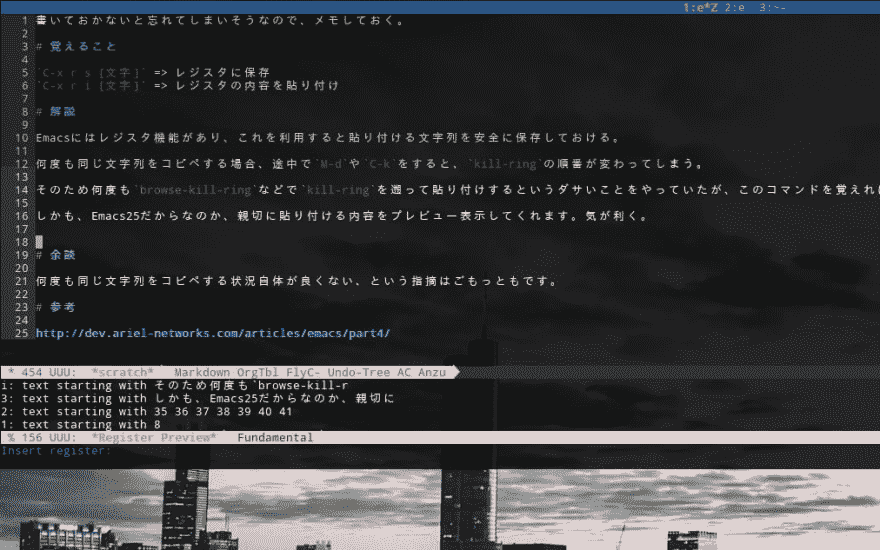 1:e*Z 2:e 3:~-
1 書いておかないと忘れてしまいそうなので、メモしておく。
2
3 # 覚えること
4
5 `C-x r s [文字]` => レジスタに保存
6 `C-x r i [文字]` => レジスタの内容を貼り付け
7
8 # 解説
9
10 Emacsにはレジスタ機能があり、これを利用すると貼り付ける文字列を安全に保存しておける。
11
12 何度も同じ文字列をコピペする場合、途中で`M-d`や`C-k`をすると、`kill-ring`の順番が変わってしまう。
13
14 そのため何度も`browse-kill-ring`などで`kill-ring`を遡って貼り付けするというダサいことをやっていたが、このコマンドを覚えれ
15
16 しかも、Emacs25だからなのか、親切に貼り付ける内容をプレビュー表示してくれます。気が利く。
17
18
19 # 余談
20
21 何度も同じ文字列をコピペする状況自体が良くない、という指摘はごもっともです。
22
23 # 参考
24
25 http://dev.ariel-networks.com/articles/emacs/part4/
* 454 UUU: *scratch* Markdown OrgTbl FlyC- Undo-Tree AC Anzu
i: text starting with そのため何度も`browse-kill-r
3: text starting with しかも、Emacs25だからなのか、親切に
2: text starting with 35 36 37 38 39 40 41
1: text starting with 8
% 156 UUU: *Register Preview* Fundamental
Insert register: